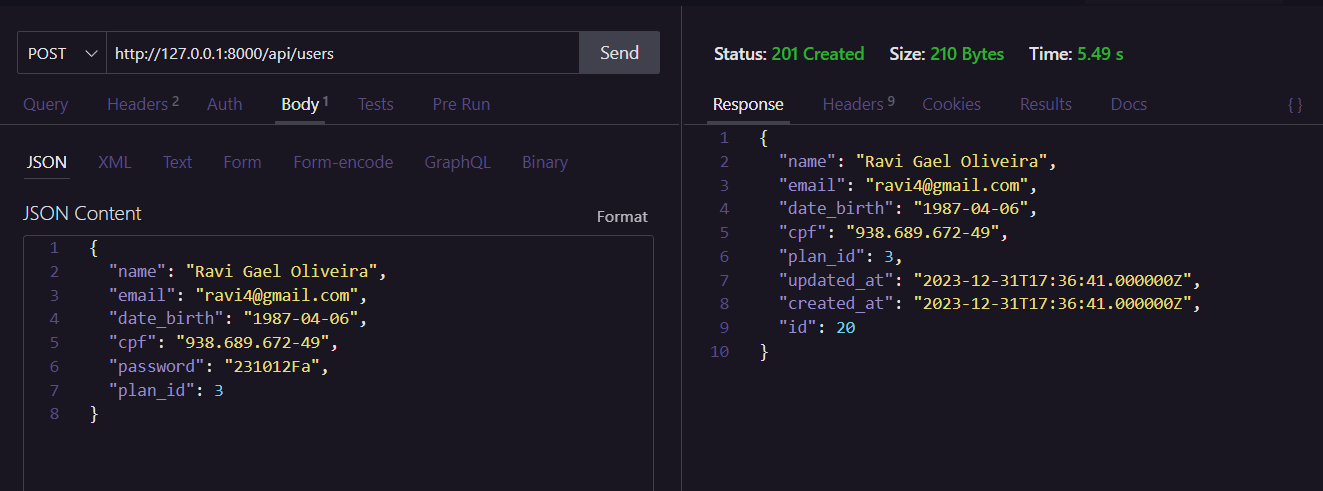 POST http://127.0.0.1:8000/api/users Send
Query Headers 2 Auth Body 1 Tests Pre Run
JSON XML Text Form Form-encode GraphQL Binary
JSON Content Format
1 {
2 "name": "Ravi Gael Oliveira",
3 "email": "ravi4@gmail.com",
4 "date_birth": "1987-04-06",
5 "cpf": "938.689.672-49",
6 "password": "231012Fa",
7 "plan_id": 3
8 }
Status: 201 Created Size: 210 Bytes Time: 5.49 s
Response Headers 9 Cookies Results Docs { }
1 {
2 "name": "Ravi Gael Oliveira",
3 "email": "ravi4@gmail.com",
4 "date_birth": "1987-04-06",
5 "cpf": "938.689.672-49",
6 "plan_id": 3,
7 "updated_at": "2023-12-31T17:36:41.000000Z",
8 "created_at": "2023-12-31T17:36:41.000000Z",
9 "id": 20
10 }